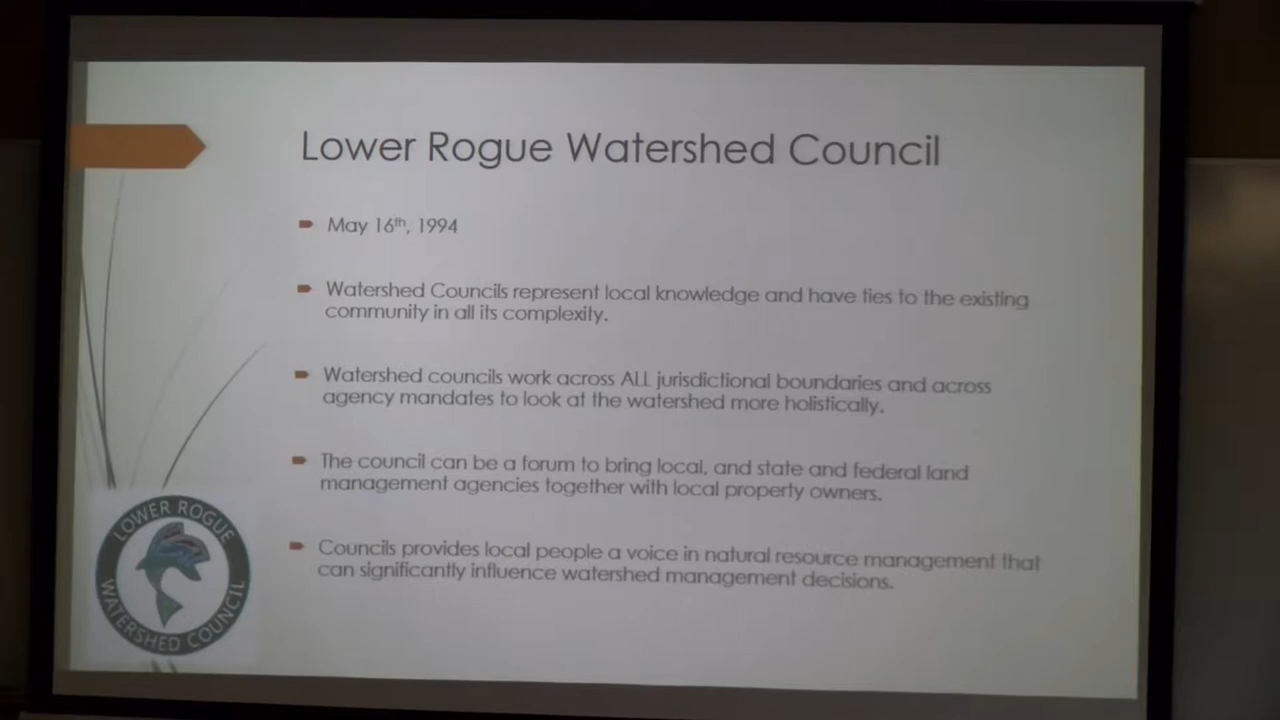 Lower Rogue Watershed Council
May 16th, 1994
Watershed Councils represent local knowledge and have ties to the existing
community in all its complexity.
Watershed councils work across ALL jurisdictional boundaries and across
agency mandates to look at the watershed more holistically.
The council can be a forum to bring local, and state and federal land
management agencies together with local property owners.
Councils provides local people a voice in natural resource management that
can significantly influence watershed management decisions.
LOWER ROGUE
WATERSHED COUNCIL